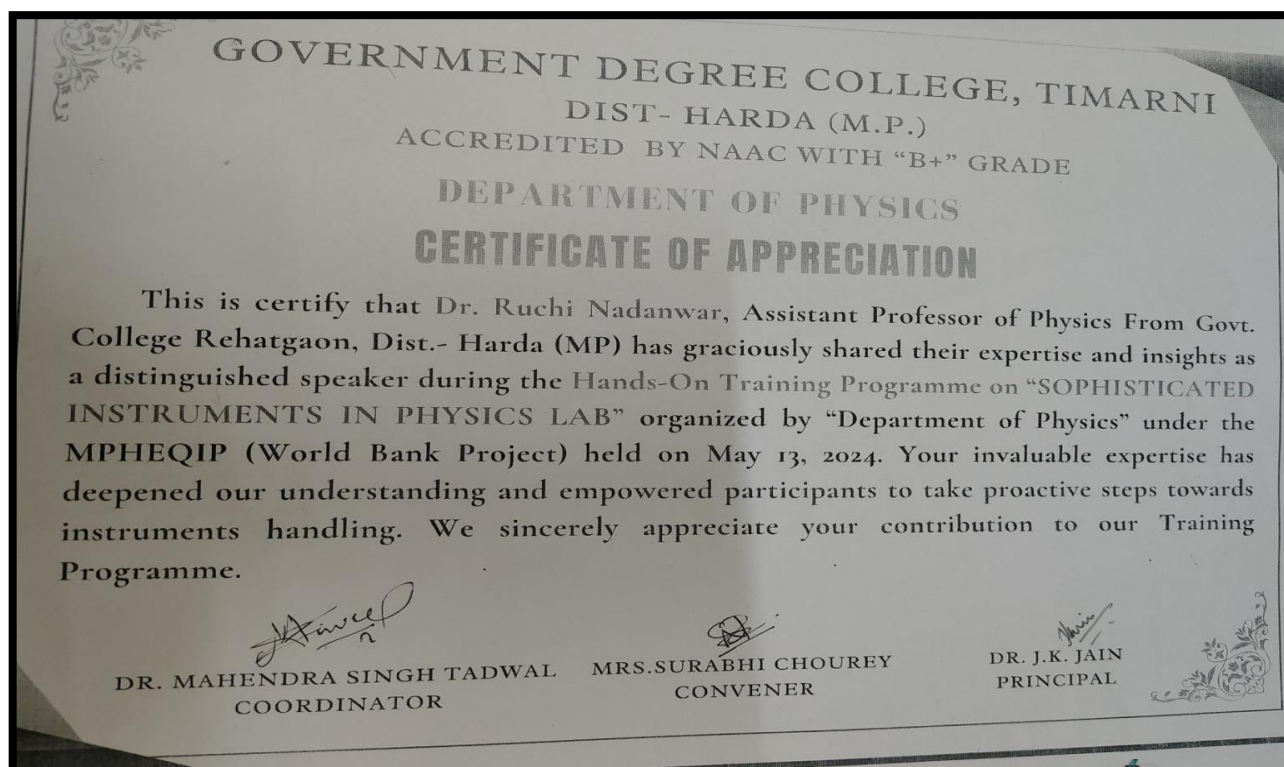 GOVERNMENT DEGREE COLLEGE, TIMARNI
DIST- HARDA (M.P.)
ACCREDITED BY NAAC WITH “B+” GRADE
DEPARTMENT OF PHYSICS
CERTIFICATE OF APPRECIATION
This is certify that Dr. Ruchi Nadanwar, Assistant Professor of Physics From Govt.
College Rehatgaon, Dist.- Harda (MP) has graciously shared their expertise and insights as
a distinguished speaker during the Hands-On Training Programme on “SOPHISTICATED
INSTRUMENTS IN PHYSICS LAB” organized by “Department of Physics” under the
MPHEQIP (World Bank Project) held on May 13, 2024. Your invaluable expertise has
deepened our understanding and empowered participants to take proactive steps towards
instruments handling. We sincerely appreciate your contribution to our Training
Programme.
DR. MAHENDRA SINGH TADWAL MRS.SURABHI CHOUREY DR. J.K. JAIN
COORDINATOR CONVENER PRINCIPAL